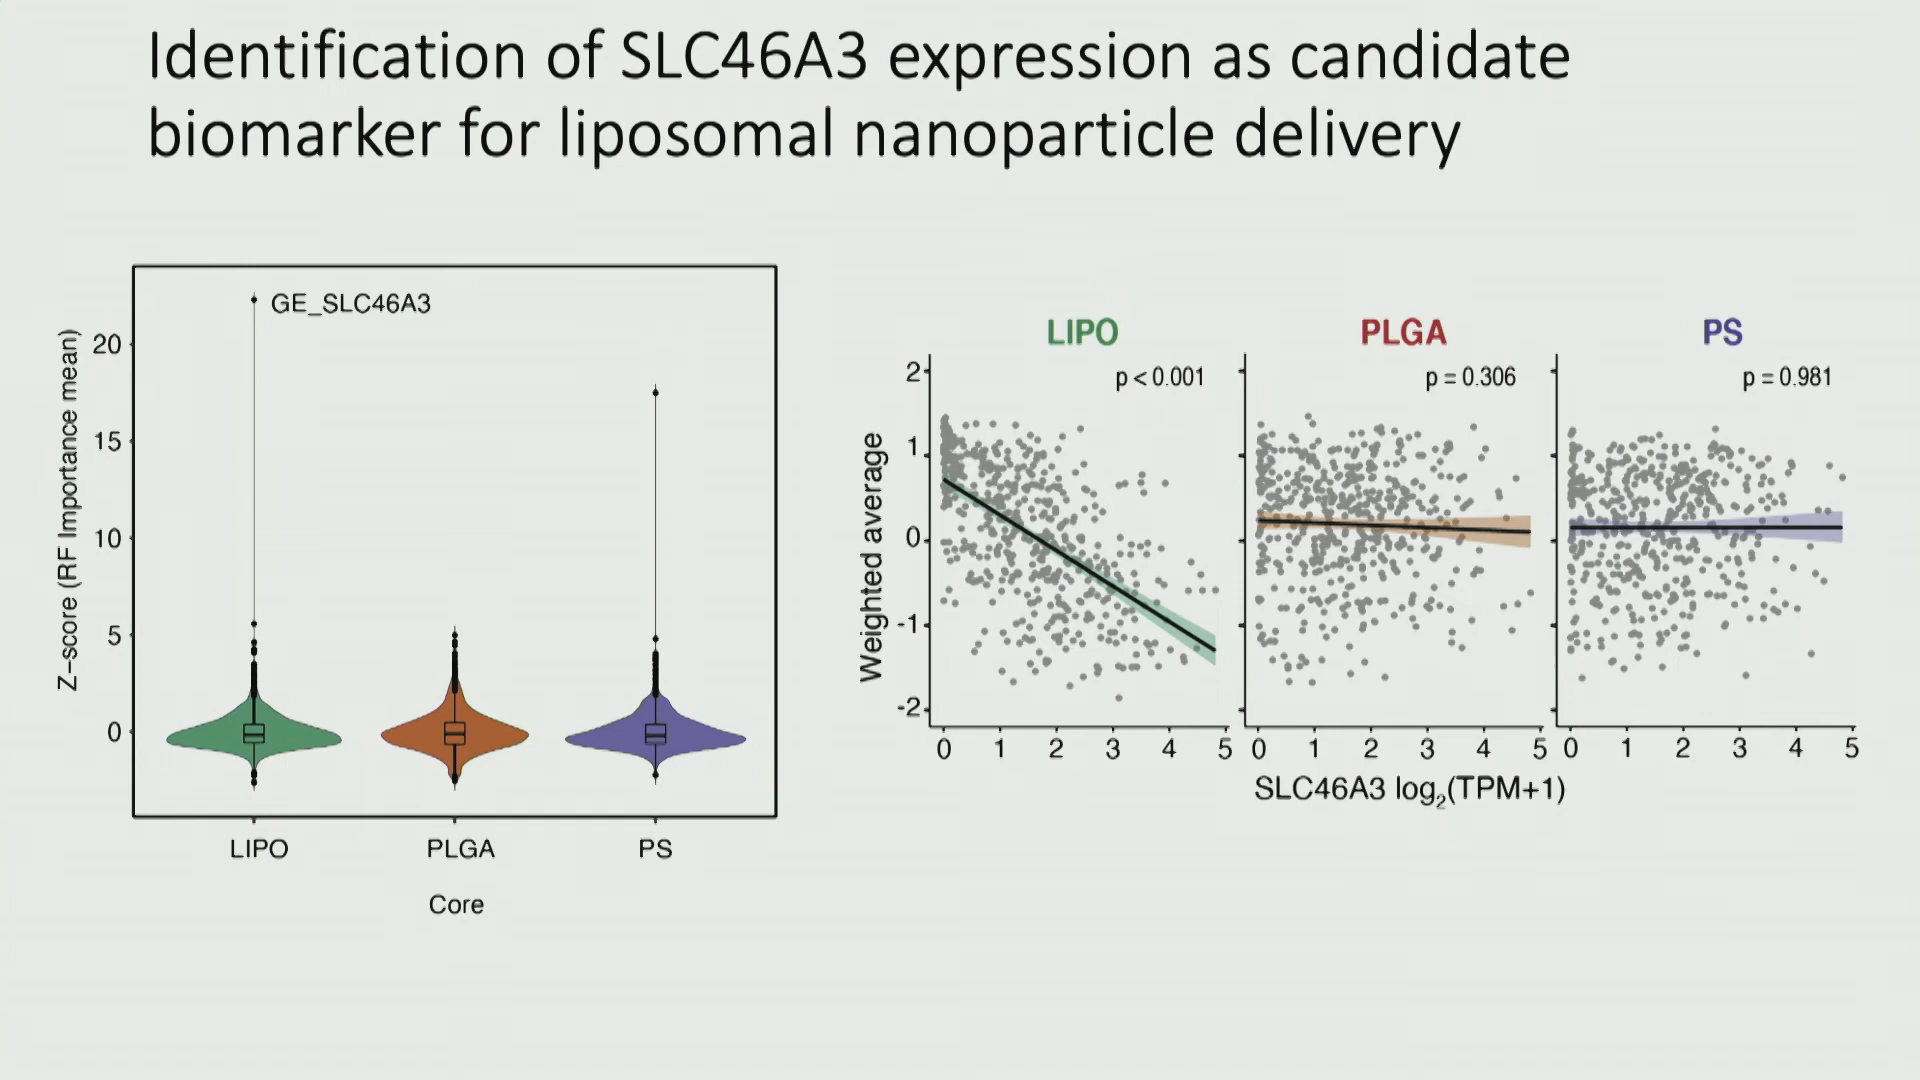 Identification of SLC46A3 expression as candidate
biomarker for liposomal nanoparticle delivery
Z−score (RF Importance mean)
20
15
10
5
0
GE_SLC46A3
LIPO
PLGA
PS
Core
LIPO
PLGA
PS
p < 0.001
p = 0.306
p = 0.981
Weighted average
2
1
0
-1
-2
0 1 2 3 4 5
0 1 2 3 4 5
0 1 2 3 4 5
SLC46A3 log₂(TPM+1)